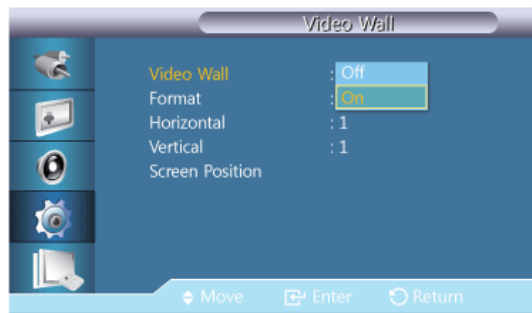 Video Wall
Video Wall : Off
Format : On
Horizontal : 1
Vertical : 1
Screen Position
Move Enter Return